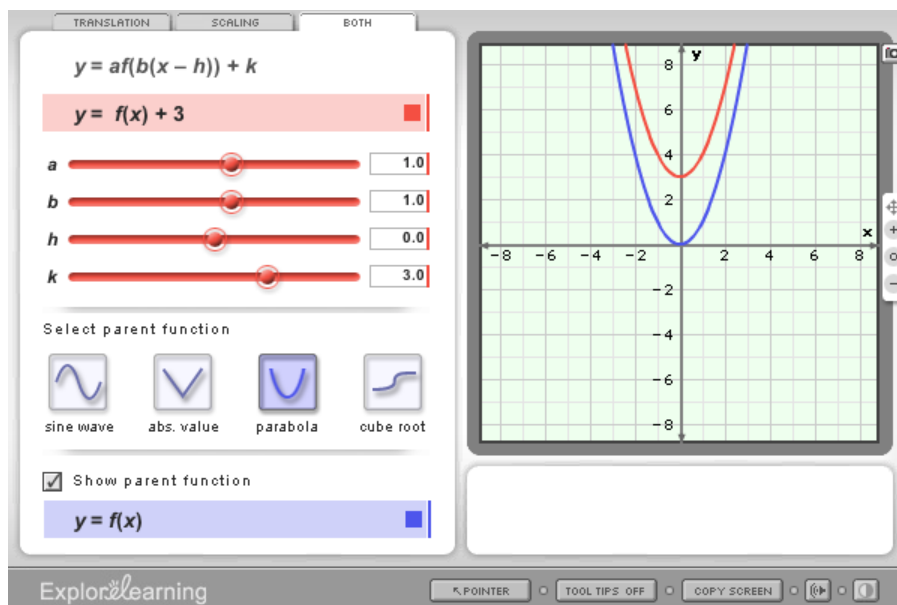 TRANSLATION SCALING BOTH
y = af(b(x – h)) + k
y = f(x) + 3
a 1.0
b 1.0
h 0.0
k 3.0
Select parent function
sine wave abs. value parabola cube root
Show parent function
y = f(x)
y
8
6
4
2
x
-8 -6 -4 -2 2 4 6 8
-2
-4
-6
-8
ExploreLearning
POINTER TOOL TIPS OFF COPY SCREEN